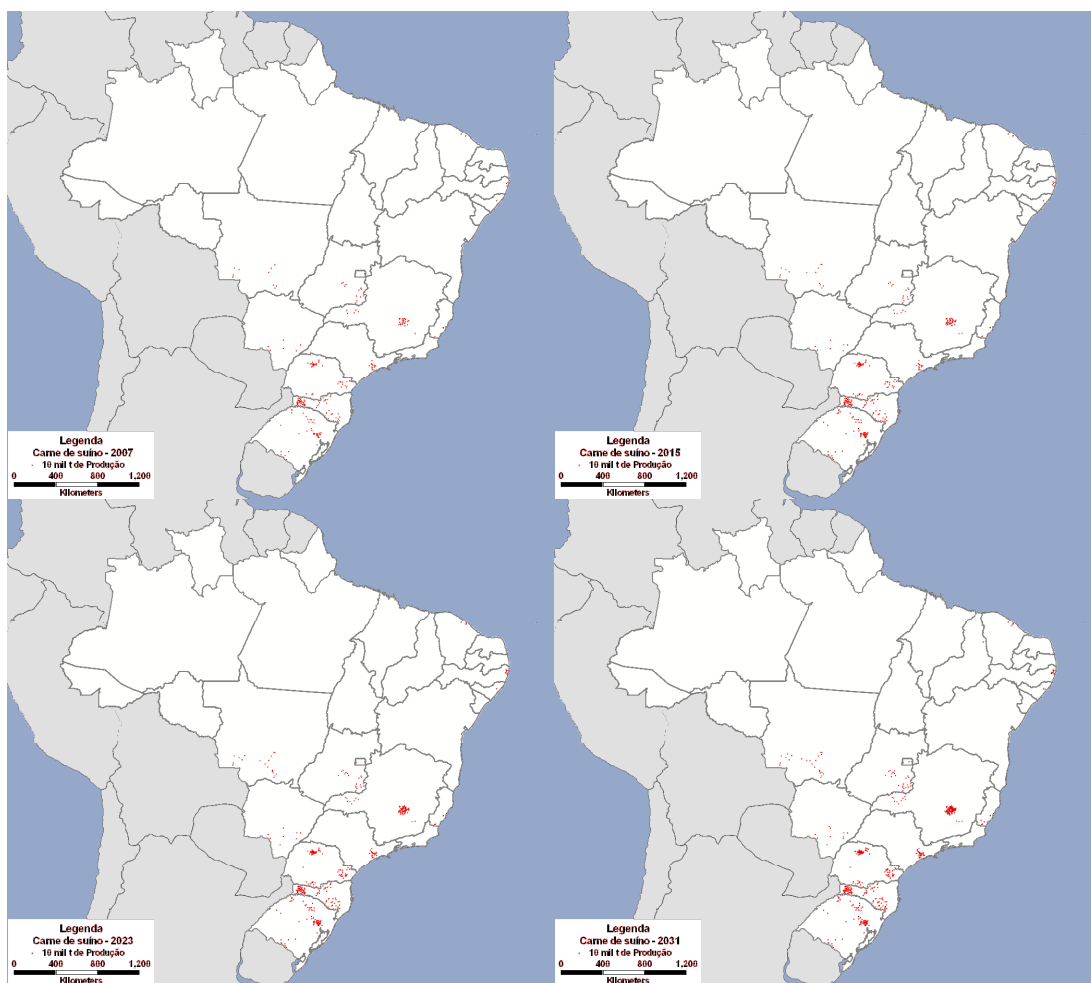 Legenda
Carne de suíno - 2007
10 mil t de Produção
0 400 800 1,200
Kilometers
Legenda
Carne de suíno - 2015
10 mil t de Produção
0 400 800 1,200
Kilometers
Legenda
Carne de suíno - 2023
10 mil t de Produção
0 400 800 1,200
Kilometers
Legenda
Carne de suíno - 2031
10 mil t de Produção
0 400 800 1,200
Kilometers